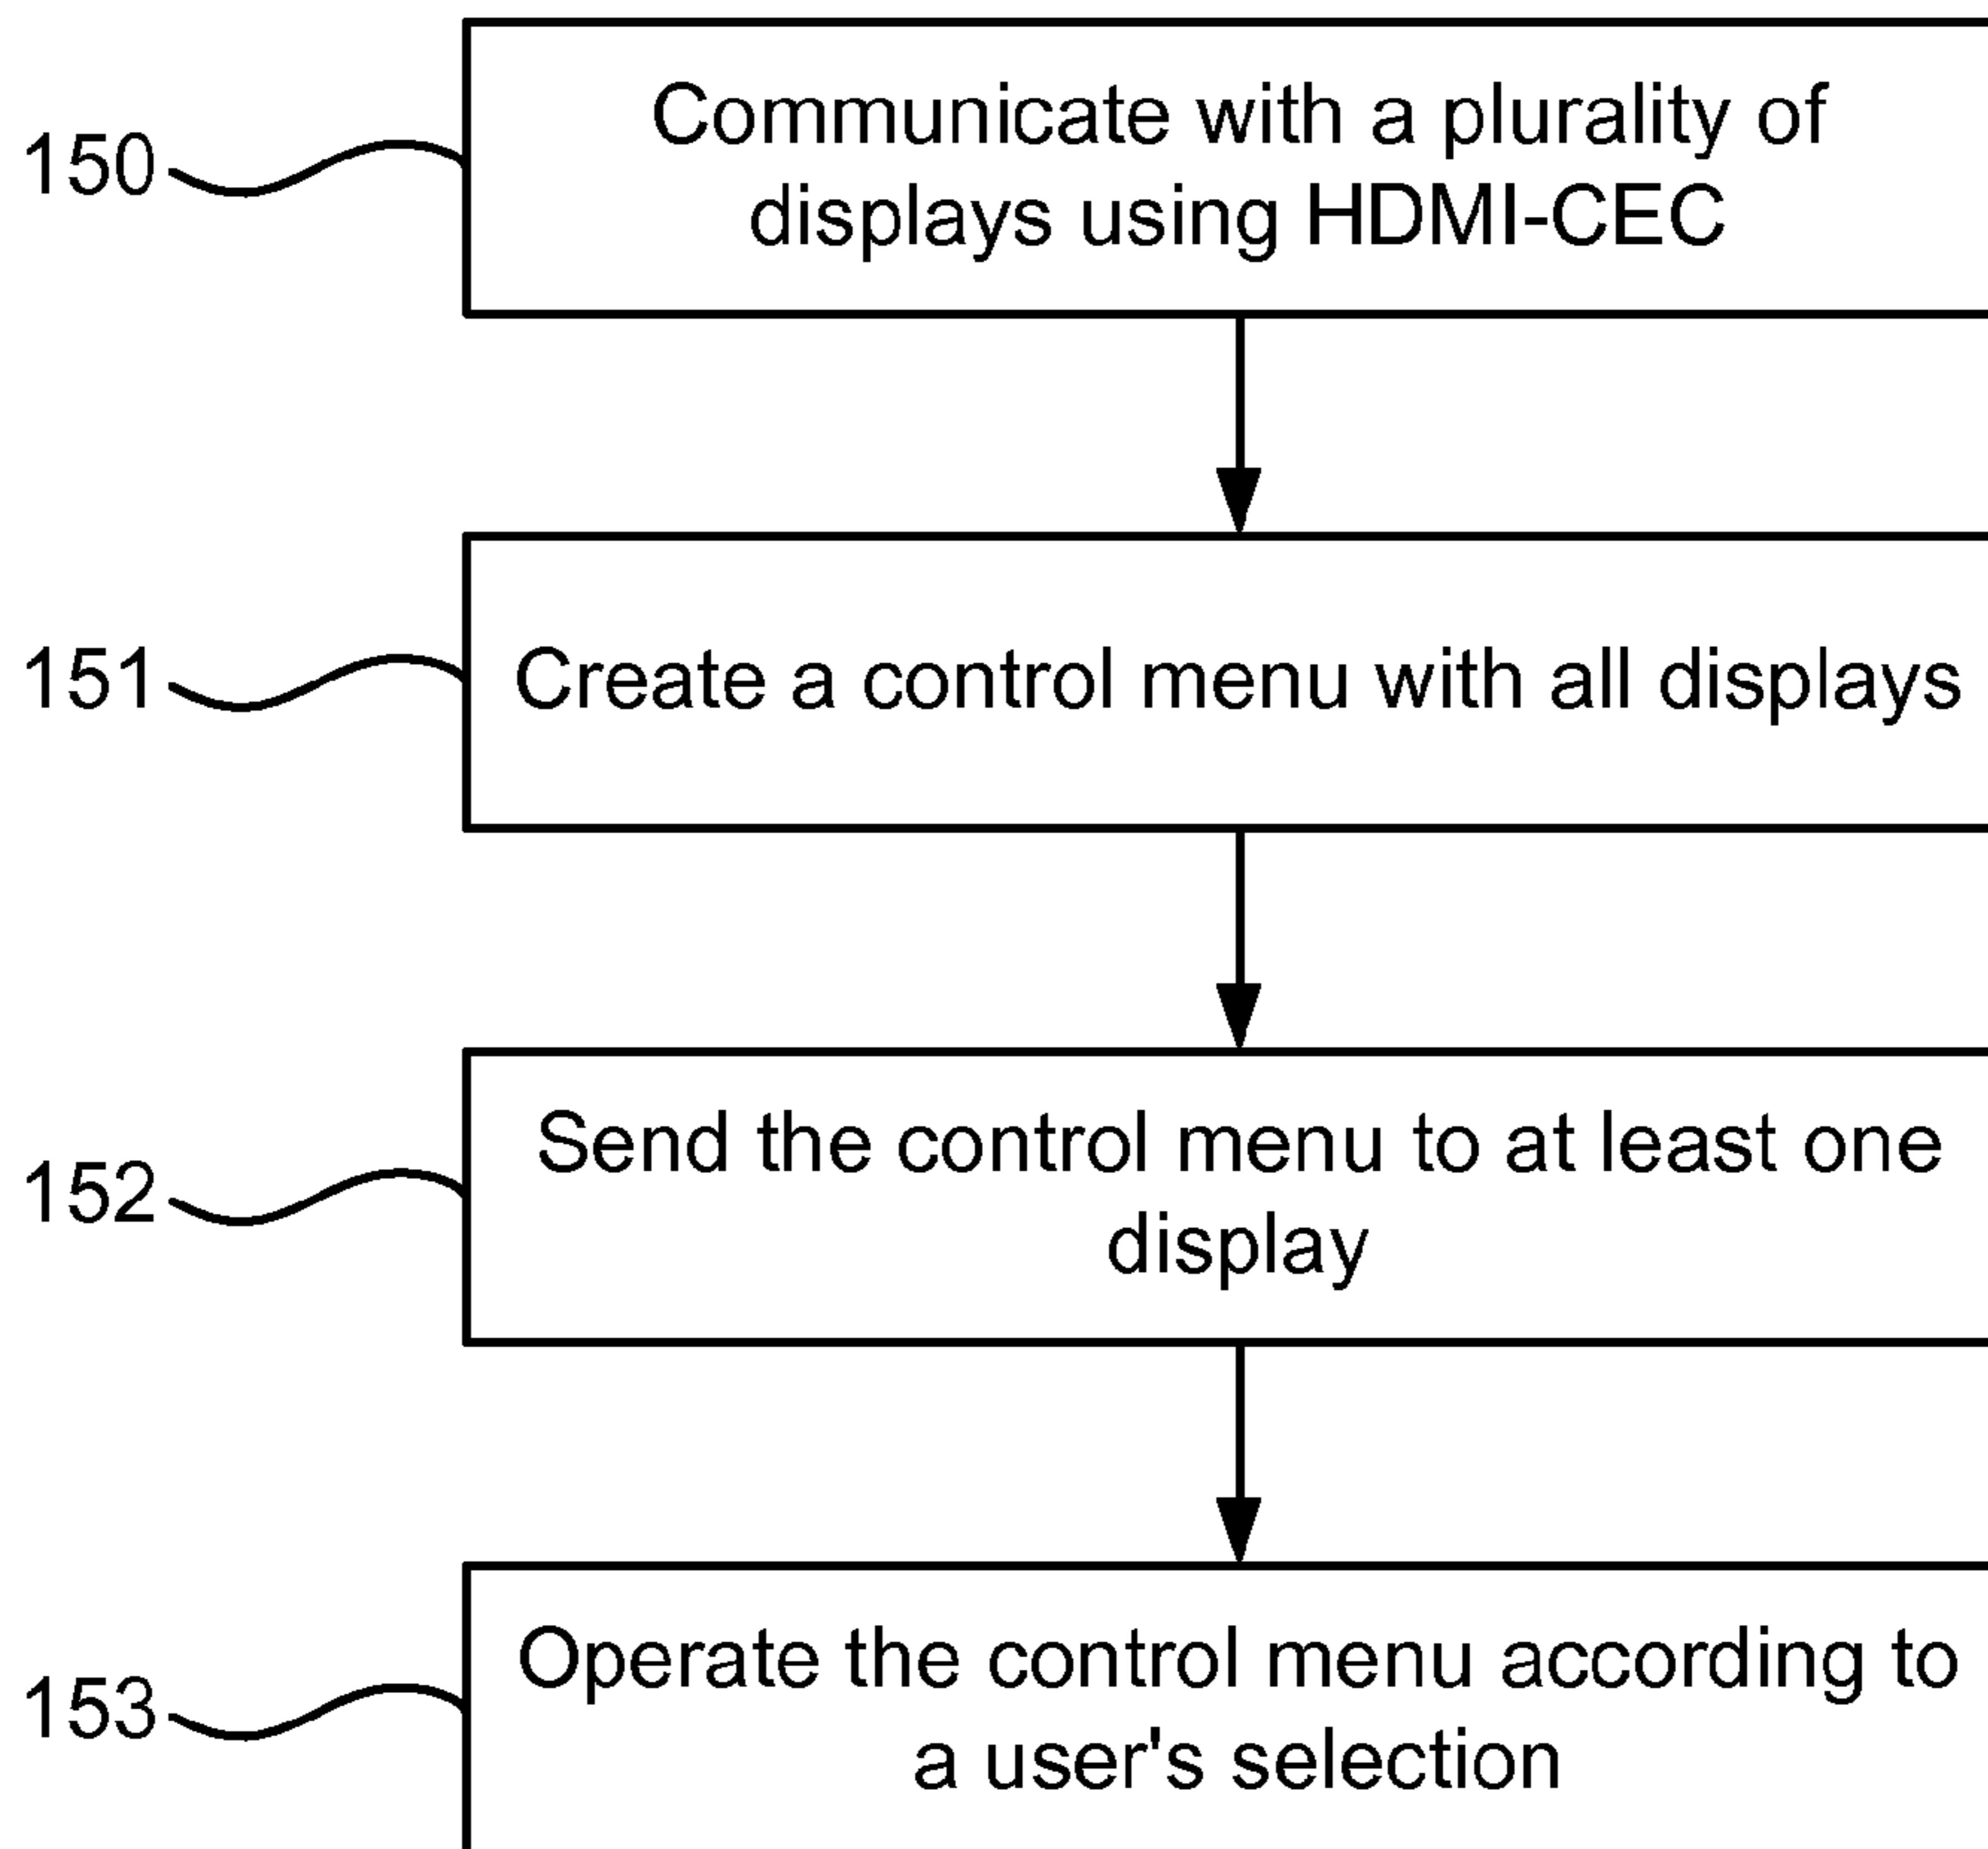 150
Communicate with a plurality of
displays using HDMI-CEC
151
Create a control menu with all displays
152
Send the control menu to at least one
display
153
Operate the control menu according to
a user's selection